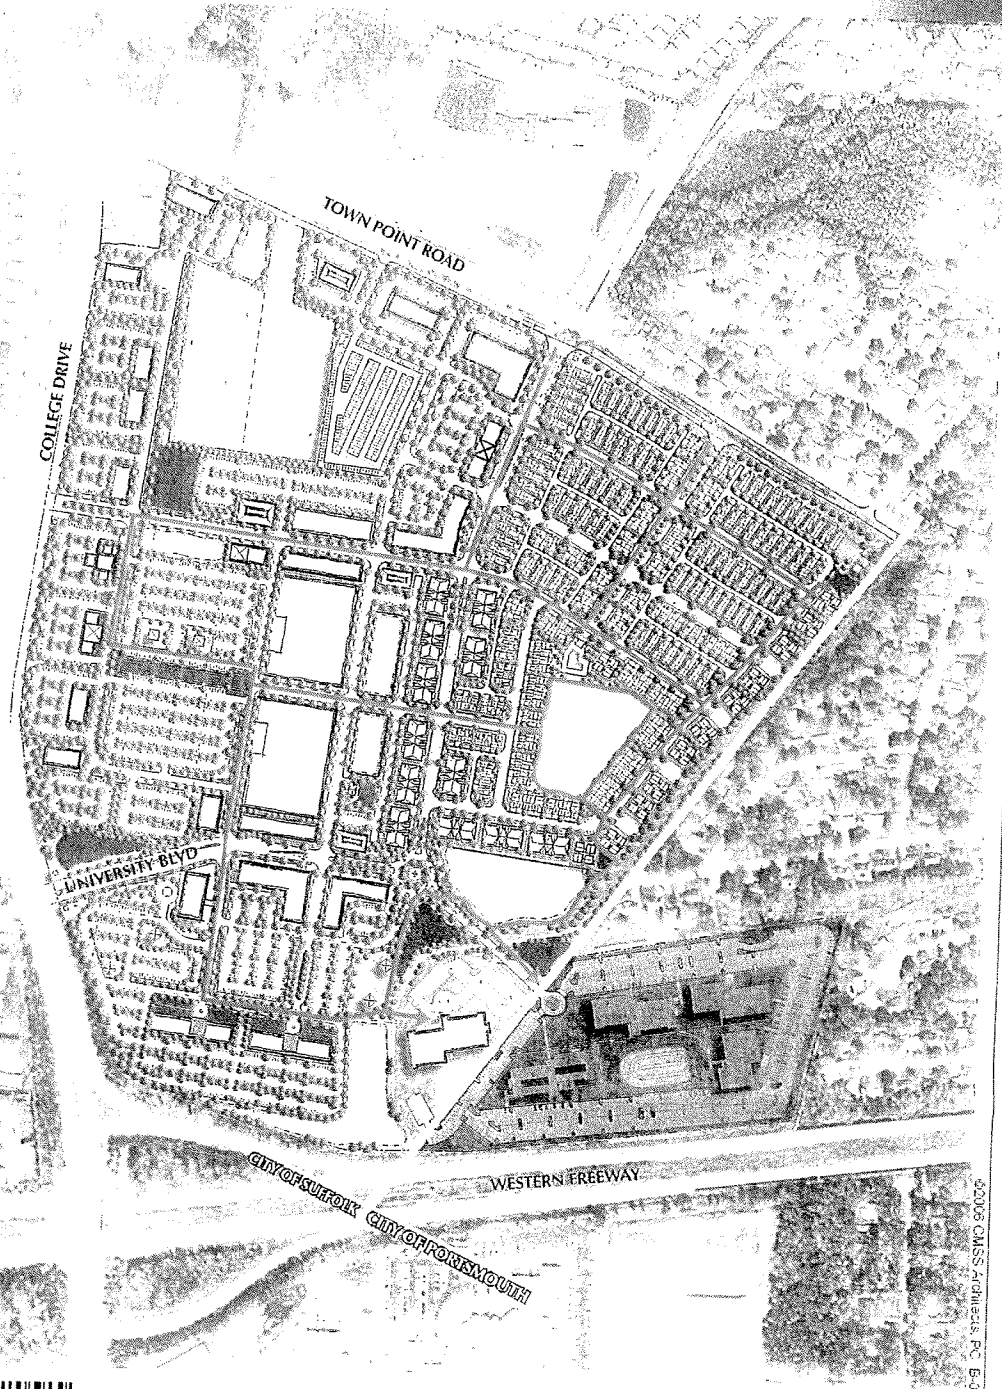 TOWN POINT ROAD
COLLEGE DRIVE
UNIVERSITY BLVD
CITY OF SUFFOLK
CITY OF PORTSMOUTH
WESTERN FREEWAY
©2006 CMSS Architects, PC